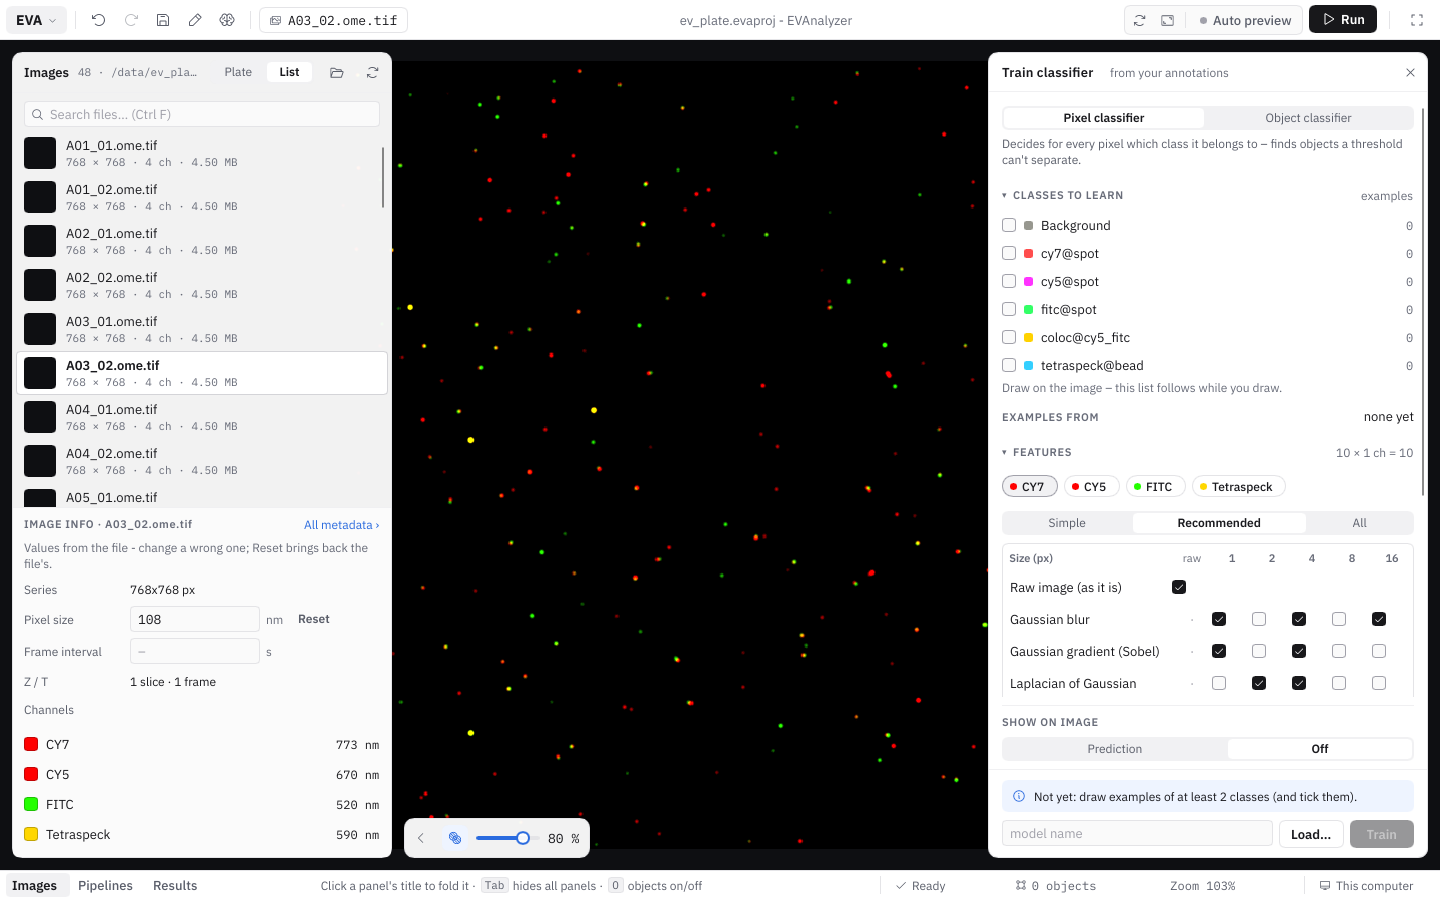 EVA
A03_02.ome.tif
ev_plate.evaproj - EVAnalyzer
Auto preview
Run
Images 48 · /data/ev_pla…
Plate
List
Search files... (Ctrl F)
A01_01.ome.tif
768 × 768 · 4 ch · 4.50 MB
A01_02.ome.tif
768 × 768 · 4 ch · 4.50 MB
A02_01.ome.tif
768 × 768 · 4 ch · 4.50 MB
A02_02.ome.tif
768 × 768 · 4 ch · 4.50 MB
A03_01.ome.tif
768 × 768 · 4 ch · 4.50 MB
A03_02.ome.tif
768 × 768 · 4 ch · 4.50 MB
A04_01.ome.tif
768 × 768 · 4 ch · 4.50 MB
A04_02.ome.tif
768 × 768 · 4 ch · 4.50 MB
A05_01.ome.tif
IMAGE INFO · A03_02.ome.tif
All metadata ›
Values from the file - change a wrong one; Reset brings back the
file's.
Series 768x768 px
Pixel size 108 nm Reset
Frame interval – s
Z / T 1 slice · 1 frame
Channels
CY7 773 nm
CY5 670 nm
FITC 520 nm
Tetraspeck 590 nm
80 %
Train classifier from your annotations
Pixel classifier
Object classifier
Decides for every pixel which class it belongs to – finds objects a threshold
can't separate.
CLASSES TO LEARN examples
Background 0
cy7@spot 0
cy5@spot 0
fitc@spot 0
coloc@cy5_fitc 0
tetraspeck@bead 0
Draw on the image – this list follows while you draw.
EXAMPLES FROM none yet
FEATURES 10 × 1 ch = 10
CY7 CY5 FITC Tetraspeck
Simple Recommended All
Size (px) raw 1 2 4 8 16
Raw image (as it is)
Gaussian blur ·
Gaussian gradient (Sobel) ·
Laplacian of Gaussian ·
SHOW ON IMAGE
Prediction Off
Not yet: draw examples of at least 2 classes (and tick them).
model name Load... Train
Images Pipelines Results
Click a panel's title to fold it · Tab hides all panels · O objects on/off
Ready
0 objects
Zoom 103%
This computer